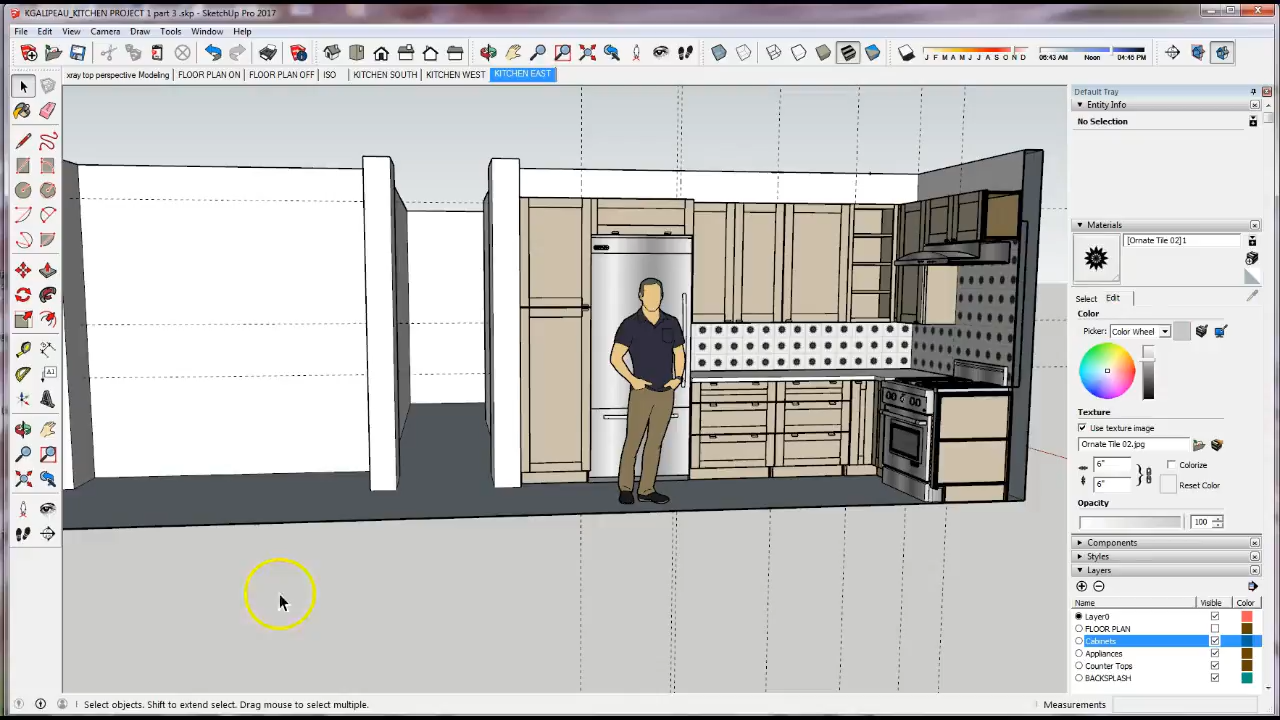 KGALIPEAU_KITCHEN PROJECT 1 part 3 .skp - SketchUp Pro 2017
File Edit View Camera Draw Tools Window Help
J F M A M J J A S O N D 06:43 AM Noon 04:45 PM
xray top perspective Modeling FLOOR PLAN ON FLOOR PLAN OFF ISO KITCHEN SOUTH KITCHEN WEST KITCHEN EAST
Default Tray
Entity Info
No Selection
Materials
[Ornate Tile 02]1
Select Edit
Color
Picker: Color Wheel
Texture
Use texture image
Ornate Tile 02.jpg
6"
Colorize
6"
Reset Color
Opacity
100
Components
Styles
Layers
Name Visible Color
Layer0
FLOOR PLAN
Cabinets
Appliances
Counter Tops
BACKSPLASH
Select objects. Shift to extend select. Drag mouse to select multiple.
Measurements